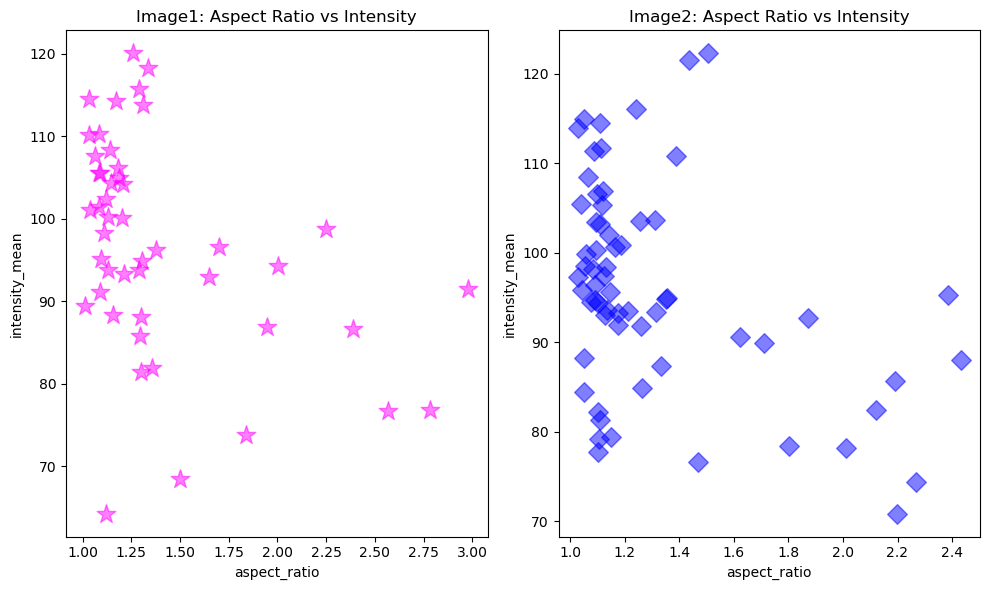 Image1: Aspect Ratio vs Intensity
120
110
100
90
80
70
intensity_mean
1.00 1.25 1.50 1.75 2.00 2.25 2.50 2.75 3.00
aspect_ratio
Image2: Aspect Ratio vs Intensity
120
110
100
90
80
70
intensity_mean
1.0 1.2 1.4 1.6 1.8 2.0 2.2 2.4
aspect_ratio